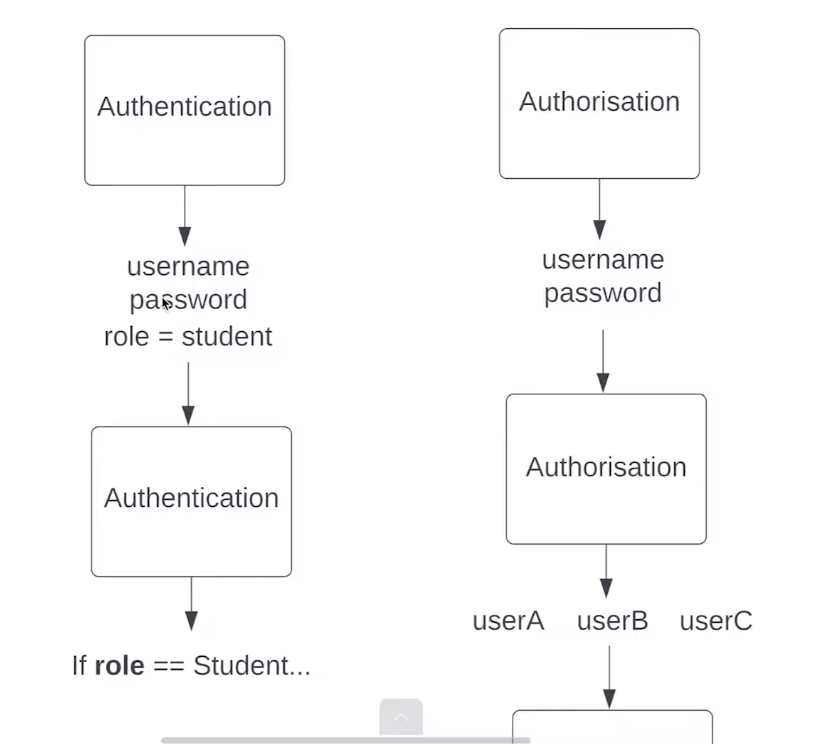 Authentication
username
password
role = student
Authentication
If role == Student...
Authorisation
username
password
Authorisation
userA userB userC